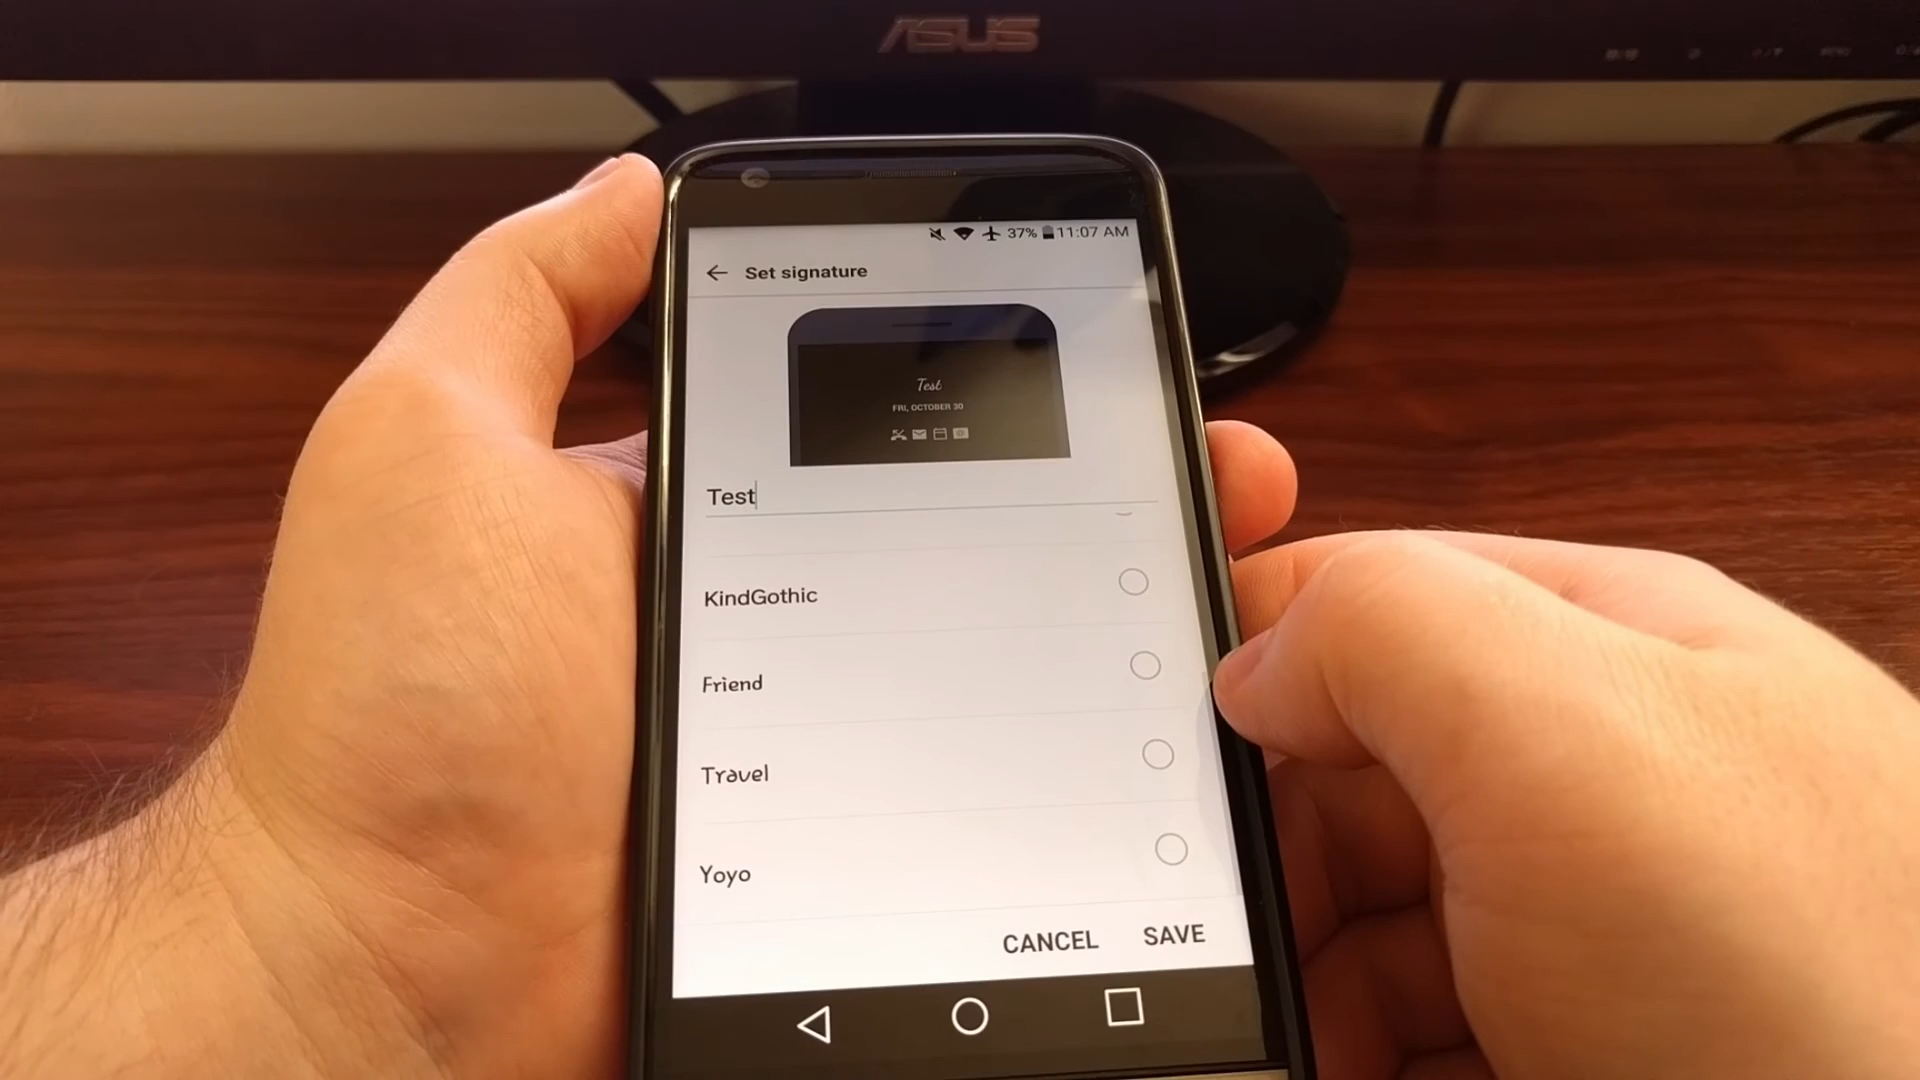 ASUS
37% 11:07 AM
Set signature
Test
FRI, OCTOBER 30
Test
KindGothic
Friend
Travel
Yoyo
CANCEL SAVE